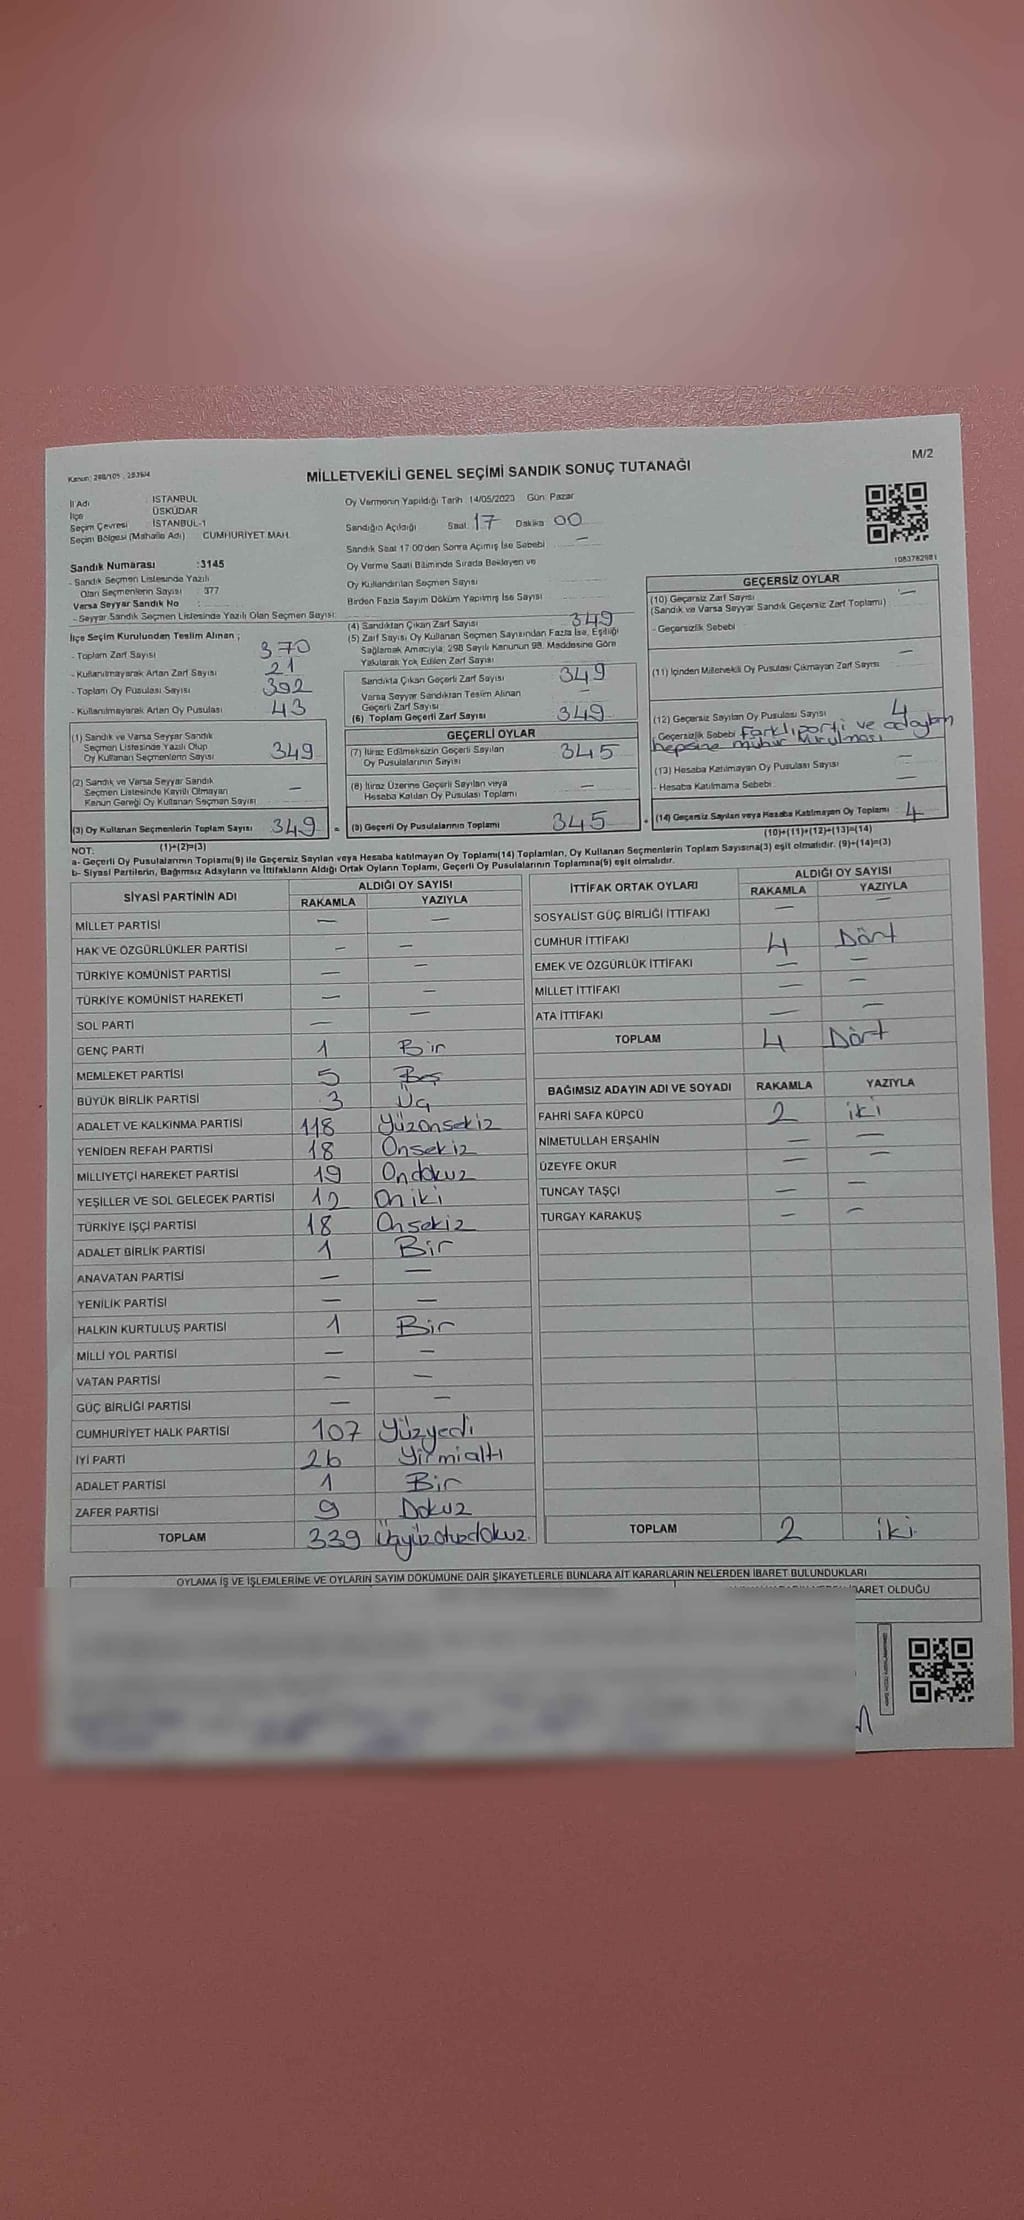 M/2
Kanun: 298/105 , 2839/4
MİLLETVEKİLİ GENEL SEÇİMİ SANDIK SONUÇ TUTANAĞI
İl Adı : İSTANBUL
İlçe : ÜSKÜDAR
Seçim Çevresi : İSTANBUL-1
Seçim Bölgesi (Mahalle Adı) : CUMHURİYET MAH.
Sandık Numarası :3145
- Sandık Seçmen Listesinde Yazılı
Olan Seçmenlerin Sayısı : 377
Varsa Seyyar Sandık No :
- Seyyar Sandık Seçmen Listesinde Yazılı Olan Seçmen Sayısı:
İlçe Seçim Kurulundan Teslim Alınan ;
- Toplam Zarf Sayısı 370
- Kullanılmayarak Artan Zarf Sayısı 21
- Toplam Oy Pusulası Sayısı 392
- Kullanılmayarak Artan Oy Pusulası 43
(1) Sandık ve Varsa Seyyar Sandık
Seçmen Listesinde Yazılı Olup
Oy Kullanan Seçmenlerin Sayısı 349
(2) Sandık ve Varsa Seyyar Sandık
Seçmen Listesinde Kayıtlı Olmayan
Kanun Gereği Oy Kullanan Seçmen Sayısı —
(3) Oy Kullanan Seçmenlerin Toplam Sayısı 349 =
(1)+(2)=(3)
Oy Vermenin Yapıldığı Tarih 14/05/2023 Gün: Pazar
Sandığın Açıldığı Saat 17 Dakika 00
Sandık Saat 17:00'den Sonra Açılmış İse Sebebi —
Oy Verme Saati Bitiminde Sırada Bekleyen ve
Oy Kullandırılan Seçmen Sayısı
Birden Fazla Sayım Döküm Yapılmış İse Sayısı
(4) Sandıktan Çıkan Zarf Sayısı 349
(5) Zarf Sayısı Oy Kullanan Seçmen Sayısından Fazla İse, Eşitliği
Sağlamak Amacıyla; 298 Sayılı Kanunun 98. Maddesine Göre
Yakılarak Yok Edilen Zarf Sayısı
Sandıkta Çıkan Geçerli Zarf Sayısı 349
Varsa Seyyar Sandıktan Teslim Alınan
Geçerli Zarf Sayısı —
(6) Toplam Geçerli Zarf Sayısı 349
GEÇERLİ OYLAR
(7) İtiraz Edilmeksizin Geçerli Sayılan
Oy Pusulalarının Sayısı 345
(8) İtiraz Üzerine Geçerli Sayılan veya
Hesaba Katılan Oy Pusulası Toplamı —
(9) Geçerli Oy Pusulalarının Toplamı 345 +
1083782981
GEÇERSİZ OYLAR
(10) Geçersiz Zarf Sayısı —
(Sandık ve Varsa Seyyar Sandık Geçersiz Zarf Toplamı)
- Geçersizlik Sebebi
(11) İçinden Milletvekili Oy Pusulası Çıkmayan Zarf Sayısı —
(12) Geçersiz Sayılan Oy Pusulası Sayısı 4
- Geçersizlik Sebebi Farklı parti ve adayların
hepsine mühür vurulması
(13) Hesaba Katılmayan Oy Pusulası Sayısı —
- Hesaba Katılmama Sebebi —
(14) Geçersiz Sayılan veya Hesaba Katılmayan Oy Toplamı 4
(10)+(11)+(12)+(13)=(14)
NOT:
a- Geçerli Oy Pusulalarının Toplamı(9) ile Geçersiz Sayılan veya Hesaba katılmayan Oy Toplamı(14) Toplamları, Oy Kullanan Seçmenlerin Toplam Sayısına(3) eşit olmalıdır. (9)+(14)=(3)
b- Siyasi Partilerin, Bağımsız Adayların ve İttifakların Aldığı Ortak Oyların Toplamı, Geçerli Oy Pusulalarının Toplamına(9) eşit olmalıdır.
SİYASİ PARTİNİN ADI ALDIĞI OY SAYISI
RAKAMLA YAZIYLA
MİLLET PARTİSİ — —
HAK VE ÖZGÜRLÜKLER PARTİSİ — —
TÜRKİYE KOMÜNİST PARTİSİ — —
TÜRKİYE KOMÜNİST HAREKETİ — —
SOL PARTİ — —
GENÇ PARTİ 1 Bir
MEMLEKET PARTİSİ 5 Beş
BÜYÜK BİRLİK PARTİSİ 3 Üç
ADALET VE KALKINMA PARTİSİ 118 Yüzonsekiz
YENİDEN REFAH PARTİSİ 18 Onsekiz
MİLLİYETÇİ HAREKET PARTİSİ 19 Ondokuz
YEŞİLLER VE SOL GELECEK PARTİSİ 12 On iki
TÜRKİYE İŞÇİ PARTİSİ 18 Onsekiz
ADALET BİRLİK PARTİSİ 1 Bir
ANAVATAN PARTİSİ — —
YENİLİK PARTİSİ — —
HALKIN KURTULUŞ PARTİSİ 1 Bir
MİLLİ YOL PARTİSİ — —
VATAN PARTİSİ — —
GÜÇ BİRLİĞİ PARTİSİ — —
CUMHURİYET HALK PARTİSİ 107 Yüzyedi
İYİ PARTİ 26 Yirmialtı
ADALET PARTİSİ 1 Bir
ZAFER PARTİSİ 9 Dokuz
TOPLAM 339 Üçyüzotuzdokuz.
İTTİFAK ORTAK OYLARI ALDIĞI OY SAYISI
RAKAMLA YAZIYLA
SOSYALİST GÜÇ BİRLİĞİ İTTİFAKI — —
CUMHUR İTTİFAKI 4 Dört
EMEK VE ÖZGÜRLÜK İTTİFAKI — —
MİLLET İTTİFAKI — —
ATA İTTİFAKI — —
TOPLAM 4 Dört
BAĞIMSIZ ADAYIN ADI VE SOYADI RAKAMLA YAZIYLA
FAHRİ SAFA KÜPCÜ 2 iki
NİMETULLAH ERŞAHİN — —
ÜZEYFE OKUR — —
TUNCAY TAŞÇI — —
TURGAY KARAKUŞ — —
TOPLAM 2 iki.
OYLAMA İŞ VE İŞLEMLERİNE VE OYLARIN SAYIM DÖKÜMÜNE DAİR ŞİKAYETLERLE BUNLARA AİT KARARLARIN NELERDEN İBARET BULUNDUKLARI
İBARET OLDUĞU